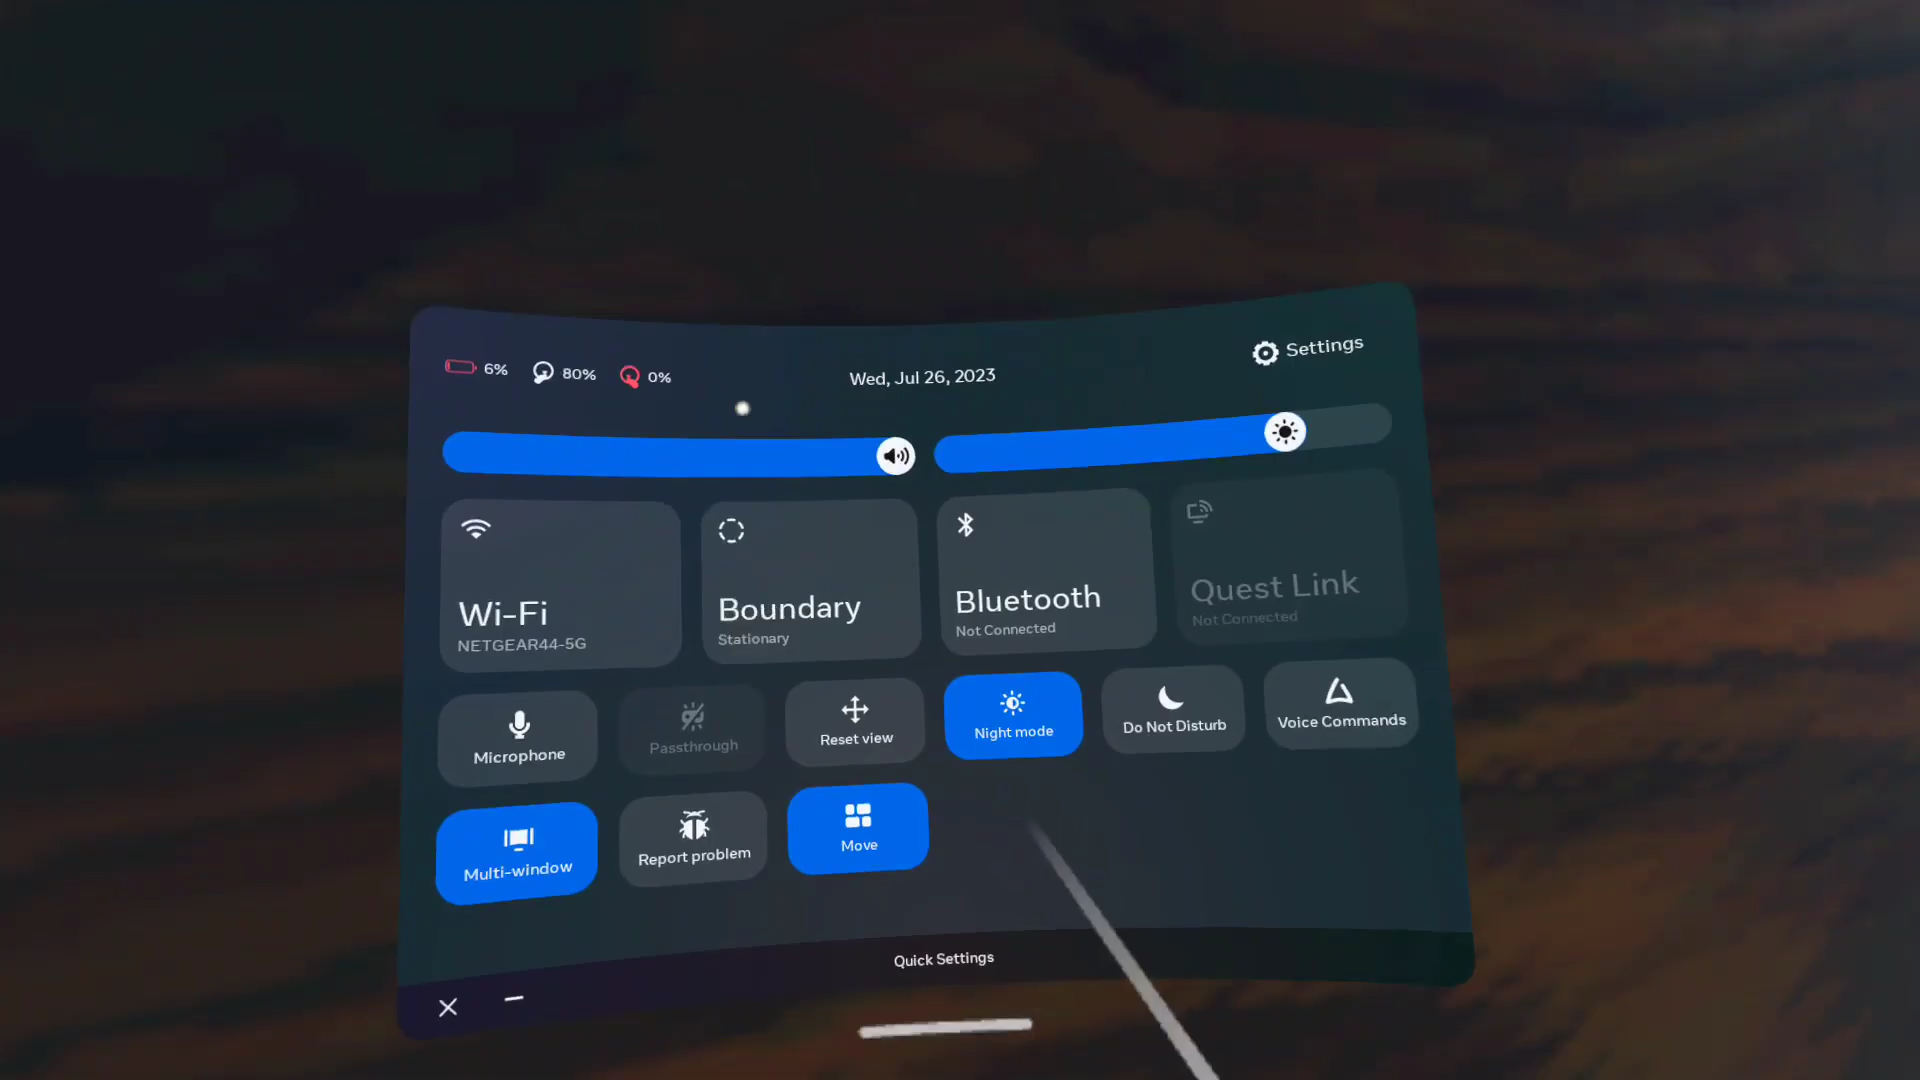 6%
80%
0%
Wed, Jul 26, 2023
Settings
Wi-Fi
NETGEAR44-5G
Boundary
Stationary
Bluetooth
Not Connected
Quest Link
Not Connected
Microphone
Passthrough
Reset view
Night mode
Do Not Disturb
Voice Commands
Multi-window
Report problem
Move
Quick Settings